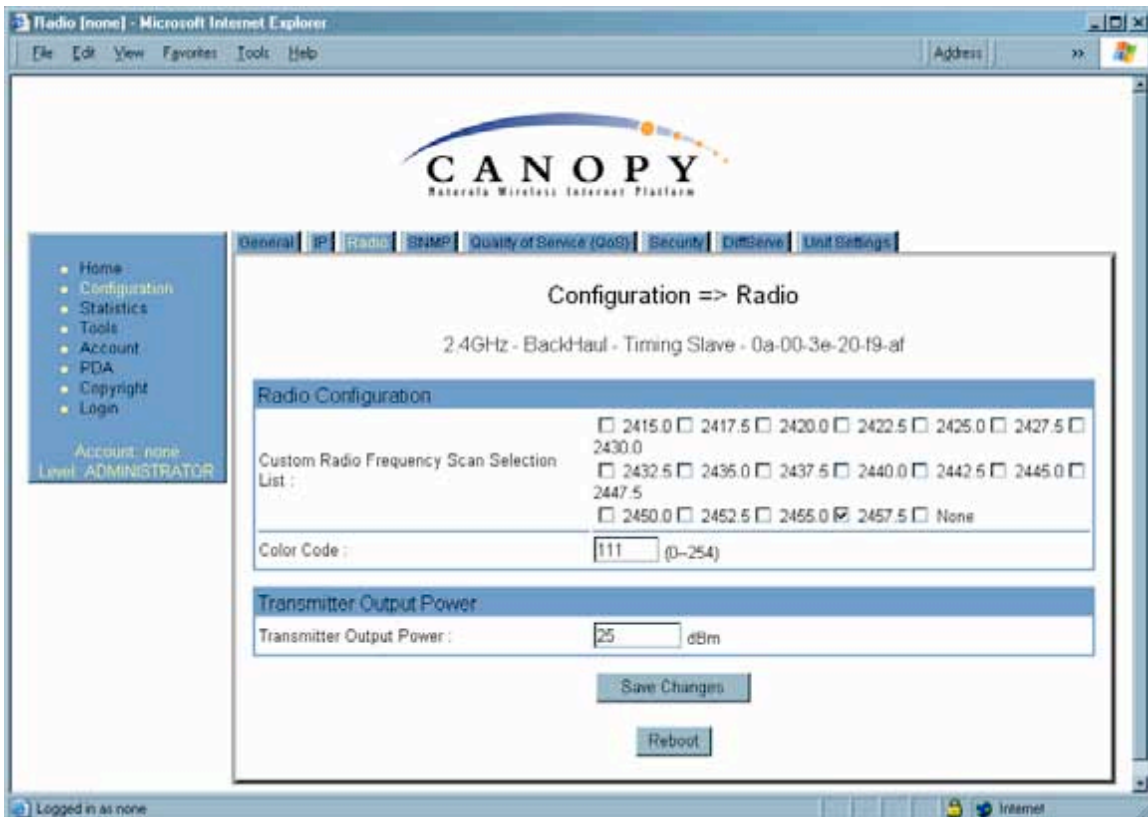 Radio [none] - Microsoft Internet Explorer
File Edit View Favorites Tools Help
Address
CANOPY
Motorola Wireless Internet Platform
General IP Radio SNMP Quality of Service (QoS) Security DiffServe Unit Settings
Home
Configuration
Statistics
Tools
Account
PDA
Copyright
Login
Account: none
Level: ADMINISTRATOR
Configuration => Radio
2.4GHz - BackHaul - Timing Slave - 0a-00-3e-20-f9-af
Radio Configuration
Custom Radio Frequency Scan Selection
List :
2415.0 2417.5 2420.0 2422.5 2425.0 2427.5
2430.0
2432.5 2435.0 2437.5 2440.0 2442.5 2445.0
2447.5
2450.0 2452.5 2455.0 2457.5 None
Color Code : 111 (0--254)
Transmitter Output Power
Transmitter Output Power : 25 dBm
Save Changes
Reboot
Logged in as none
Internet